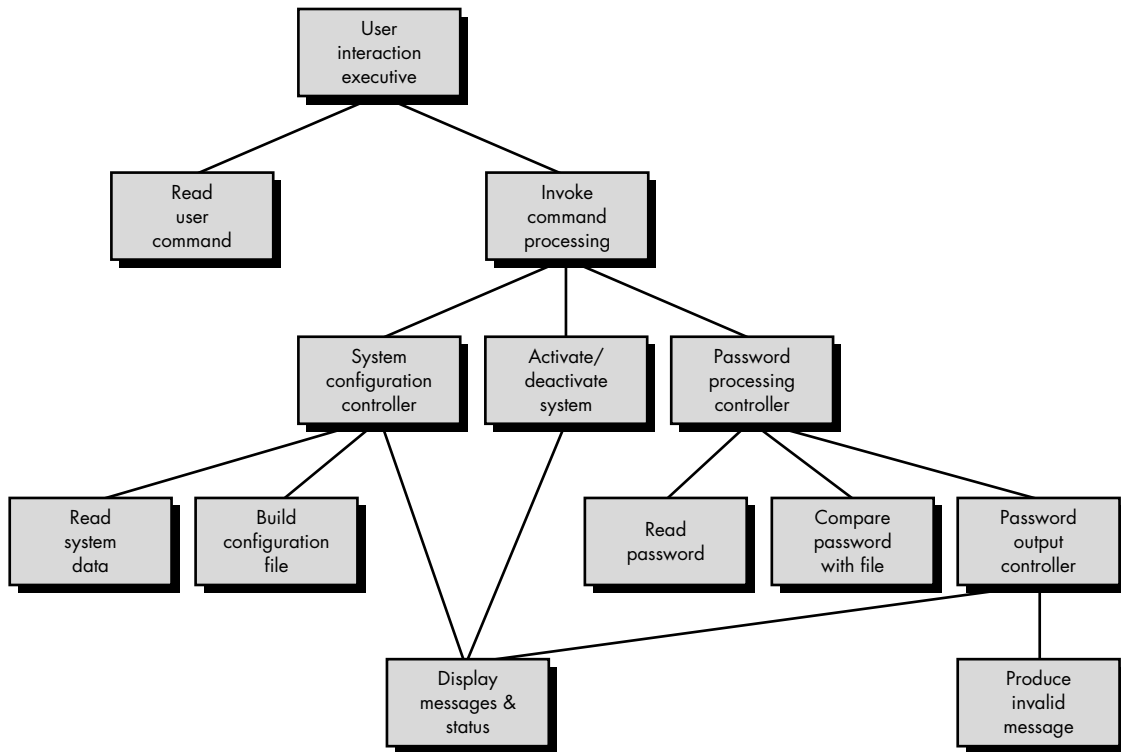 User
interaction
executive
Read
user
command
Invoke
command
processing
System
configuration
controller
Activate/
deactivate
system
Password
processing
controller
Read
system
data
Build
configuration
file
Read
password
Compare
password
with file
Password
output
controller
Display
messages &
status
Produce
invalid
message